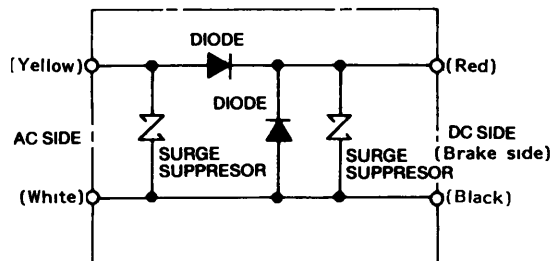 DIODE
(Yellow)
(Red)
DIODE
AC SIDE
DC SIDE
(Brake side)
SURGE
SUPPRESOR
SURGE
SUPPRESOR
(White)
(Black)